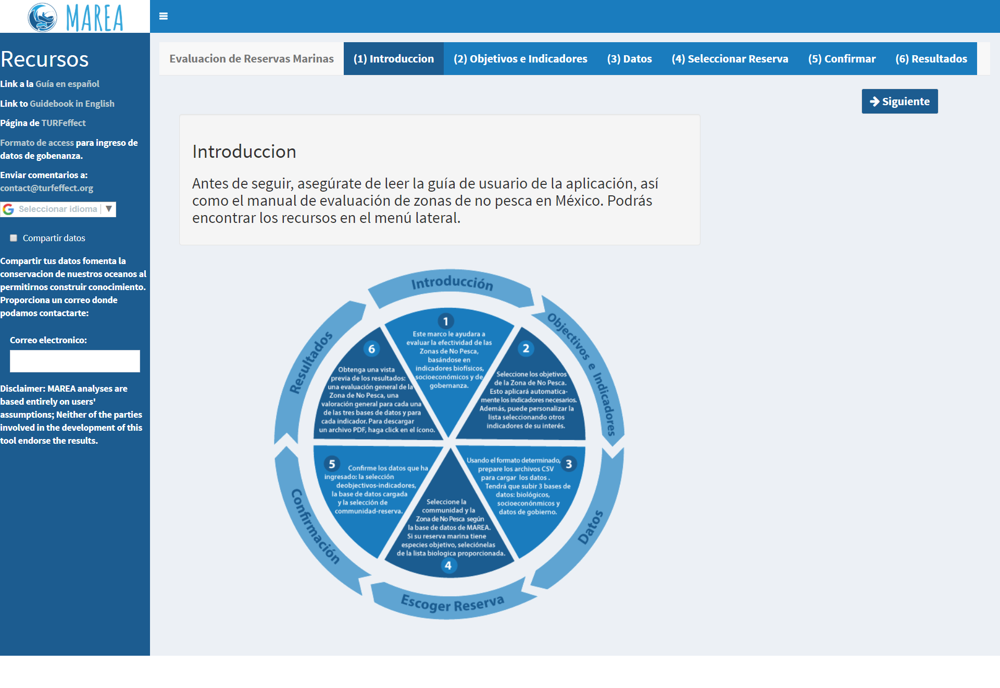 MAREA
Recursos
Link a la Guía en español
Link to Guidebook in English
Página de TURFeffect
Formato de access para ingreso de
datos de gobenanza.
Enviar comentarios a:
contact@turfeffect.org
Seleccionar idioma ▼
Compartir datos
Compartir tus datos fomenta la
conservacion de nuestros oceanos al
permitirnos construir conocimiento.
Proporciona un correo donde
podamos contactarte:
Correo electronico:
Disclaimer: MAREA analyses are
based entirely on users'
assumptions; Neither of the parties
involved in the development of this
tool endorse the results.
Evaluacion de Reservas Marinas (1) Introduccion (2) Objetivos e Indicadores (3) Datos (4) Seleccionar Reserva (5) Confirmar (6) Resultados
Siguiente
Introduccion
Antes de seguir, asegúrate de leer la guía de usuario de la aplicación, así
como el manual de evaluación de zonas de no pesca en México. Podrás
encontrar los recursos en el menú lateral.
Introducción
1
Este marco le ayudara a
evaluar la efectividad de las
Zonas de No Pesca,
basándose en
indicadores biofísicos,
socioeconómicos y de
gobernanza.
Objectivos e Indicadores
2
Seleccione los objetivos
de la Zona de No Pesca.
Esto aplicará automatica-
mente los indicadores necesarios.
Además, puede personalizar la
lista seleccionando otros
indicadores de su interés.
Datos
3
Usando el formato determinado,
prepare los archivos CSV
para cargar los datos .
Tendrá que subir 3 bases de
datos: biológicos,
socioeconónmicos y
datos de gobierno.
Escoger Reserva
Seleccione la
communidad y la
Zona de No Pesca según
la base de datos de MAREA.
Si su reserva marina tiene
especies objetivo, seleciónelas
de la lista biologica proporcionada.
4
Confirmación
5
Confirme los datos que ha
ingresado: la selección
deobjectivos-indicadores,
la base de datos cargada
y la selección de
communidad-reserva.
Resultados
6
Obtenga una vista
previa de los resultados:
una evaluación general de la
Zona de No Pesca, una
valoración general para cada una
de las tres bases de datos y para
cada indicador. Para descargar
un archivo PDF, haga click en el ícono.